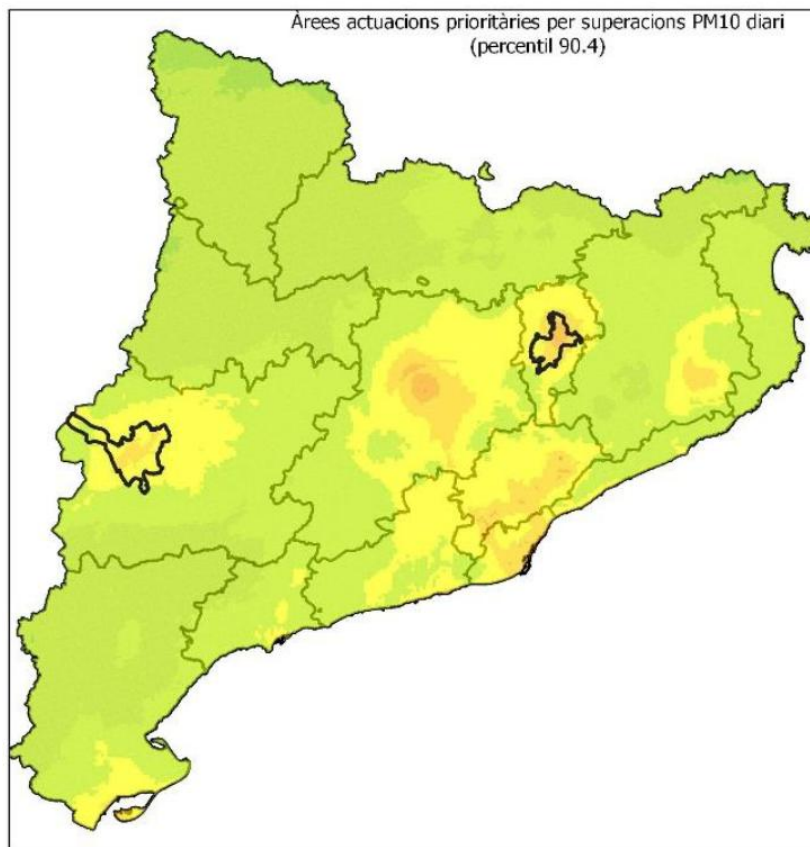 Àrees actuacions prioritàries per superacions PM10 diari
(percentil 90.4)